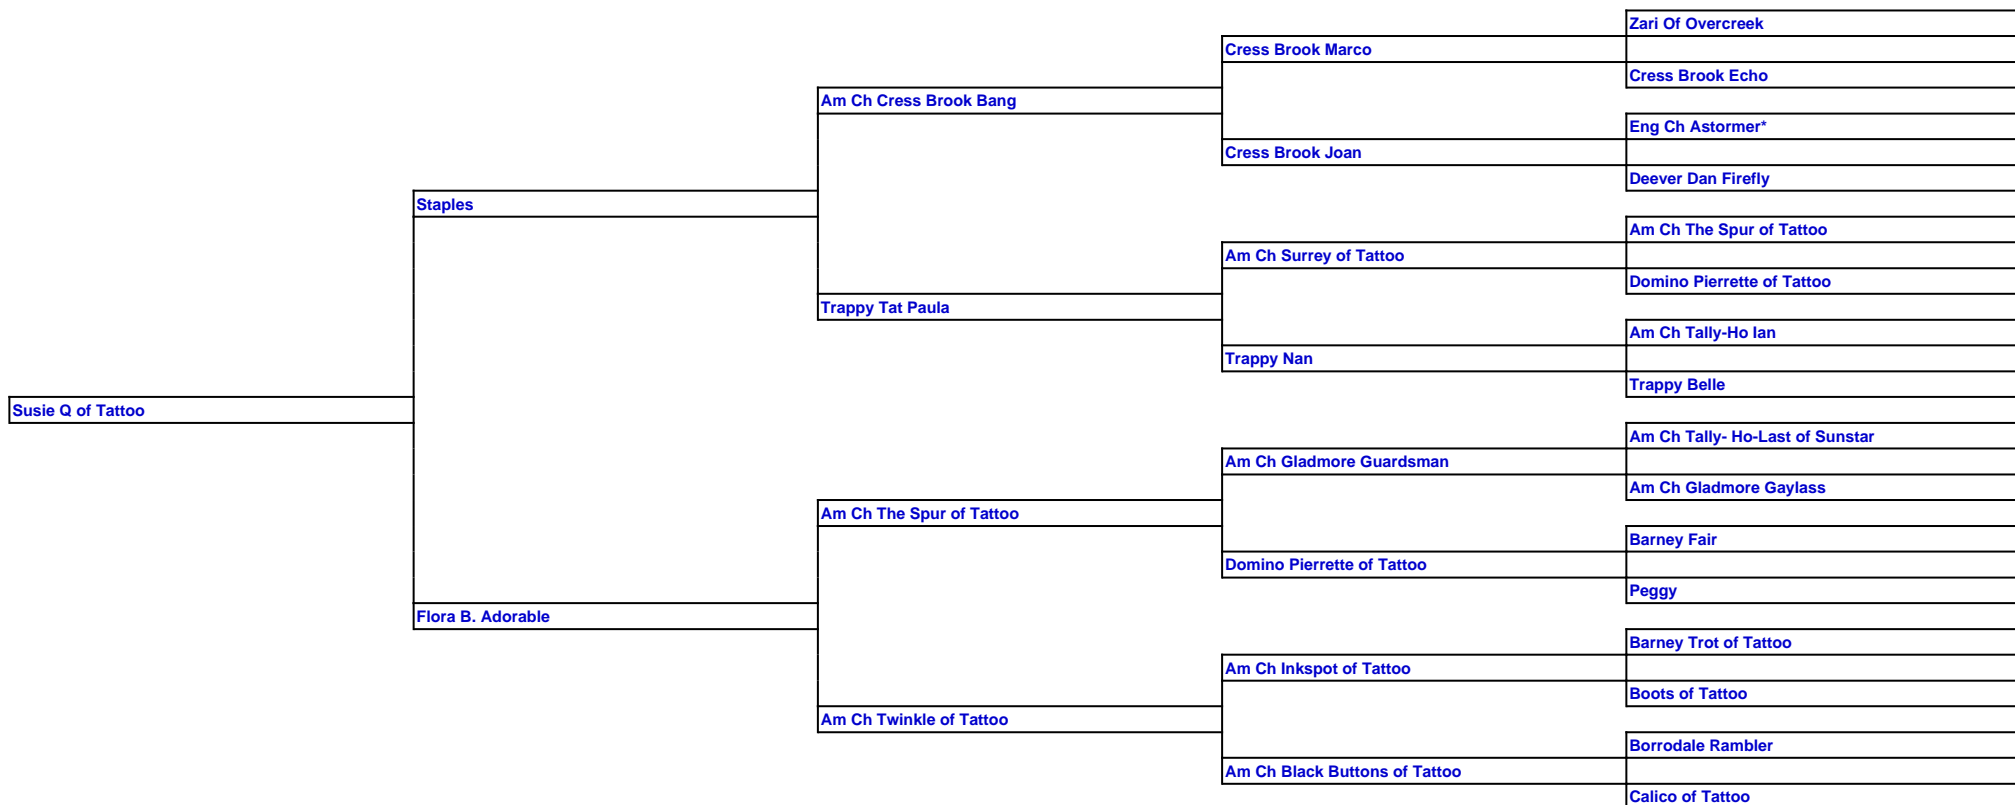 Zari Of Overcreek
Cress Brook Marco
Cress Brook Echo
Am Ch Cress Brook Bang
Eng Ch Astormer*
Cress Brook Joan
Deever Dan Firefly
Staples
Am Ch The Spur of Tattoo
Am Ch Surrey of Tattoo
Domino Pierrette of Tattoo
Trappy Tat Paula
Am Ch Tally-Ho Ian
Trappy Nan
Trappy Belle
Susie Q of Tattoo
Am Ch Tally- Ho-Last of Sunstar
Am Ch Gladmore Guardsman
Am Ch Gladmore Gaylass
Am Ch The Spur of Tattoo
Barney Fair
Domino Pierrette of Tattoo
Peggy
Flora B. Adorable
Barney Trot of Tattoo
Am Ch Inkspot of Tattoo
Boots of Tattoo
Am Ch Twinkle of Tattoo
Borrodale Rambler
Am Ch Black Buttons of Tattoo
Calico of Tattoo